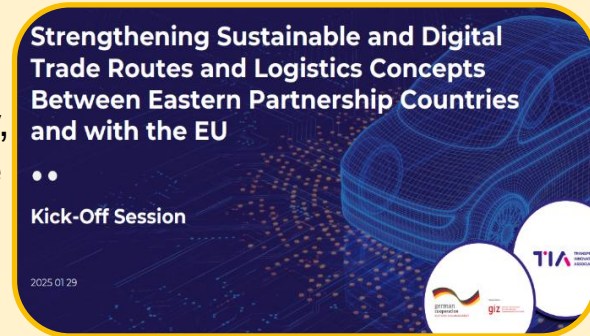 Strengthening Sustainable and Digital
Trade Routes and Logistics Concepts
Between Eastern Partnership Countries
and with the EU
Kick-Off Session
2025 01 29
TIA
german
cooperation
giz